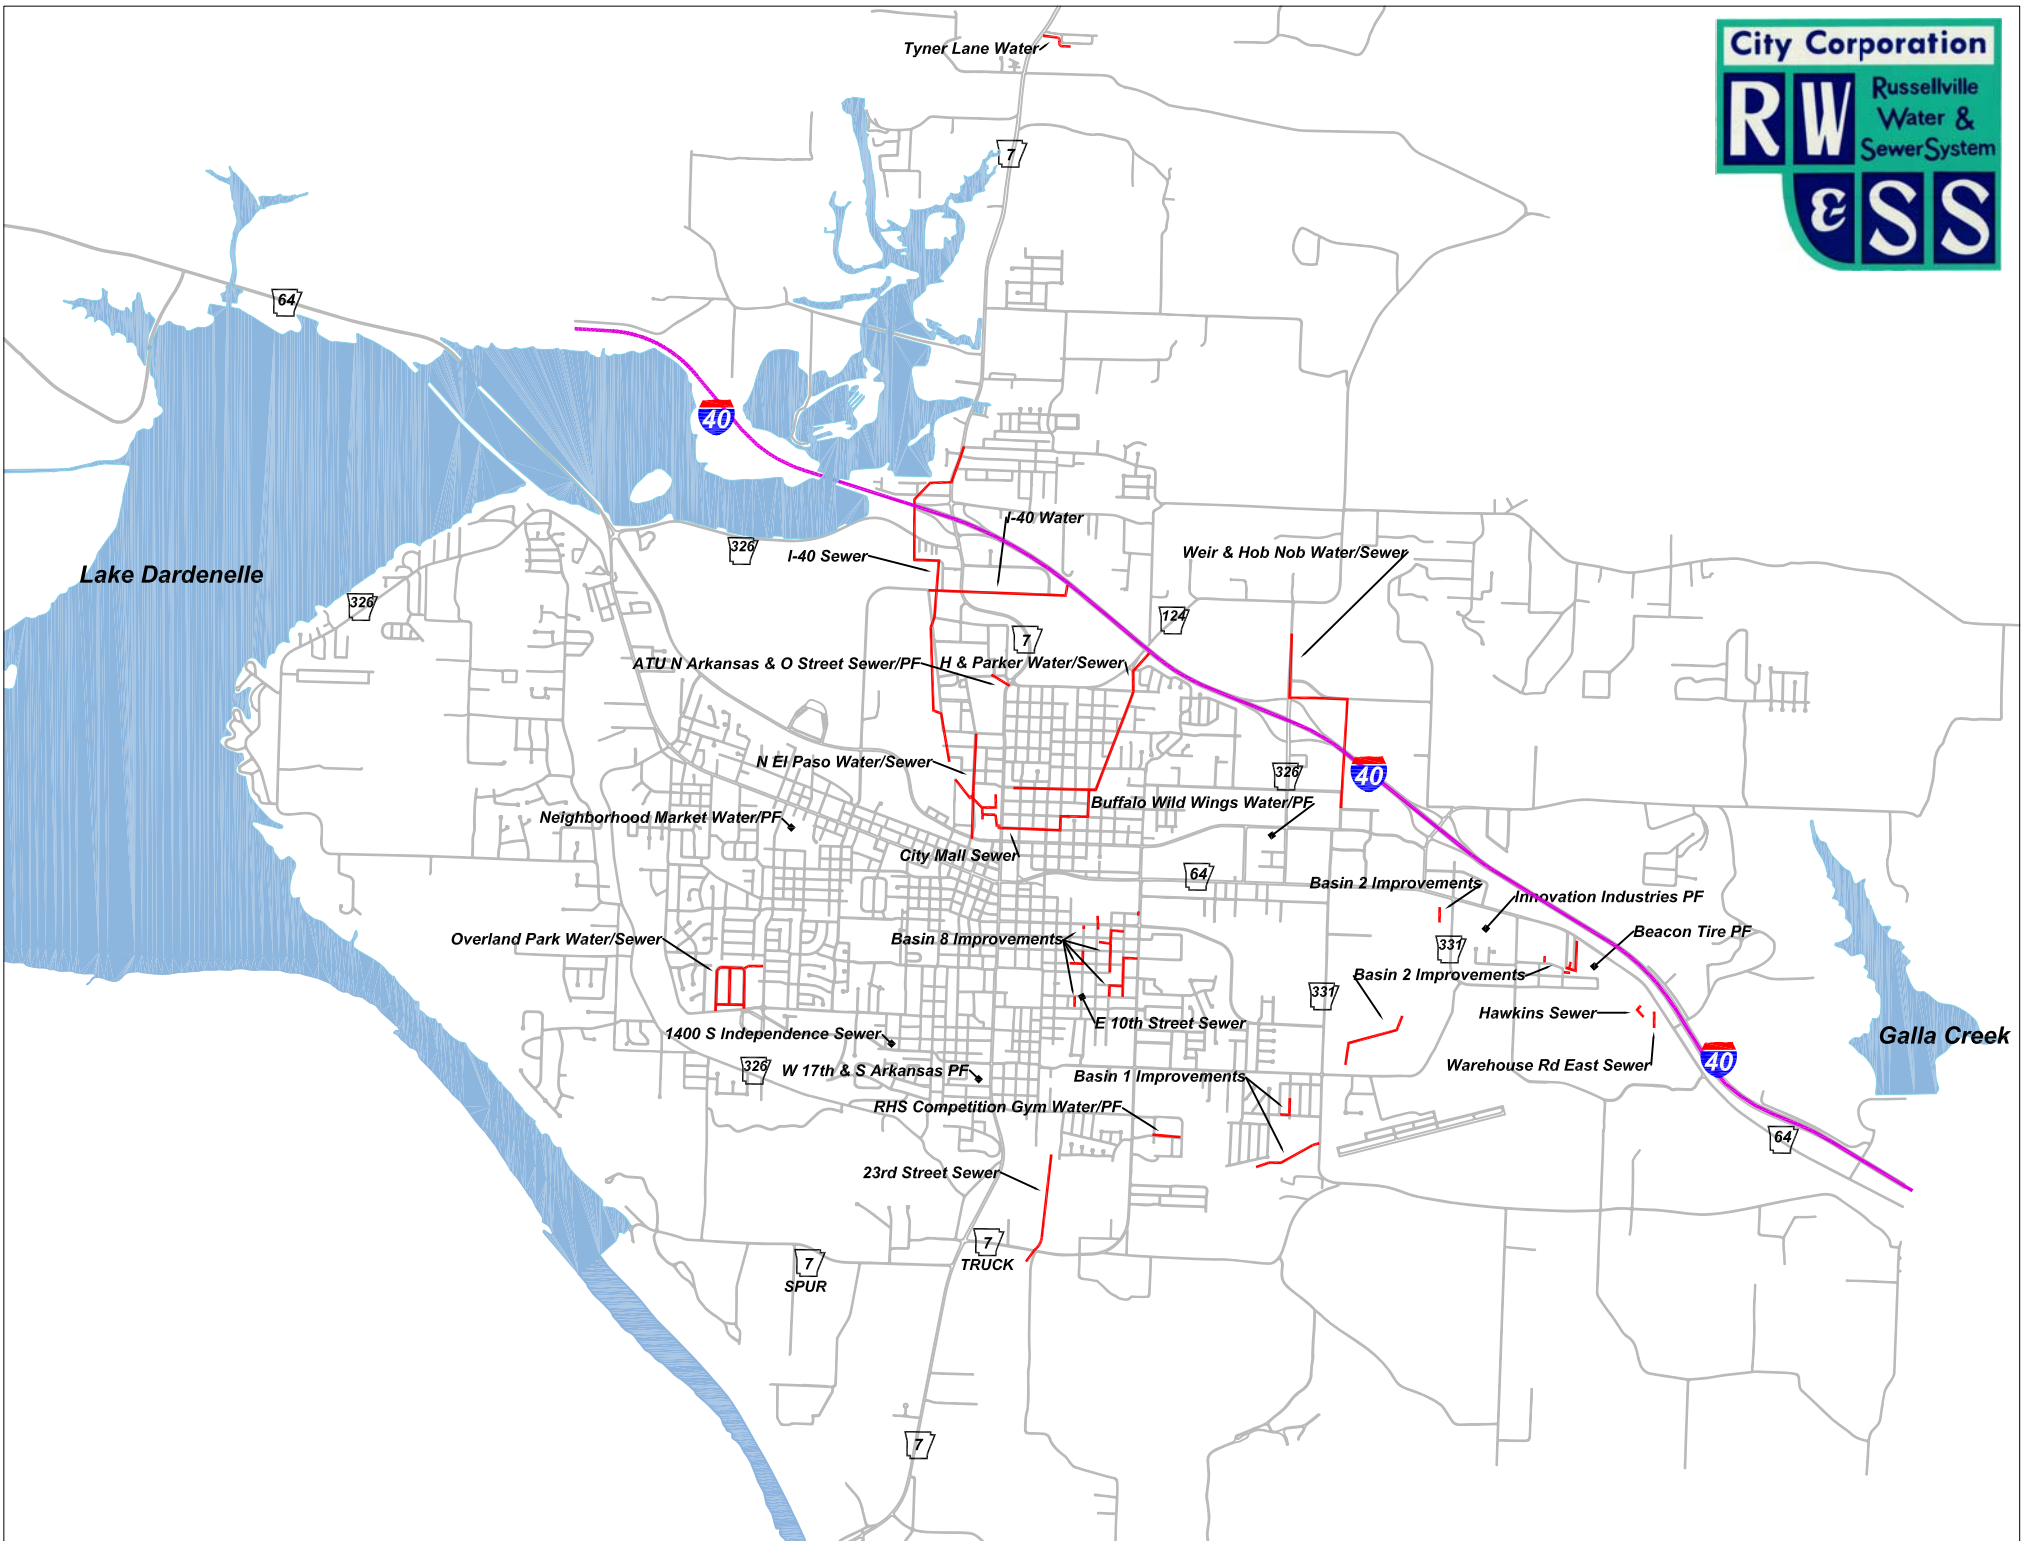 Tyner Lane Water
City Corporation
R W
Russellville
Water &
Sewer System
& S S
7
64
40
I-40 Water
326
I-40 Sewer
Weir & Hob Nob Water/Sewer
Lake Dardenelle
326
124
7
ATU N Arkansas & O Street Sewer/PF
H & Parker Water/Sewer
N El Paso Water/Sewer
326
40
Buffalo Wild Wings Water/PF
Neighborhood Market Water/PF
City Mall Sewer
64
Basin 2 Improvements
Innovation Industries PF
Overland Park Water/Sewer
Basin 8 Improvements
331
Beacon Tire PF
Basin 2 Improvements
331
1400 S Independence Sewer
E 10th Street Sewer
Hawkins Sewer
Galla Creek
326
W 17th & S Arkansas PF
Basin 1 Improvements
Warehouse Rd East Sewer
40
RHS Competition Gym Water/PF
64
23rd Street Sewer
7
TRUCK
7
SPUR
7